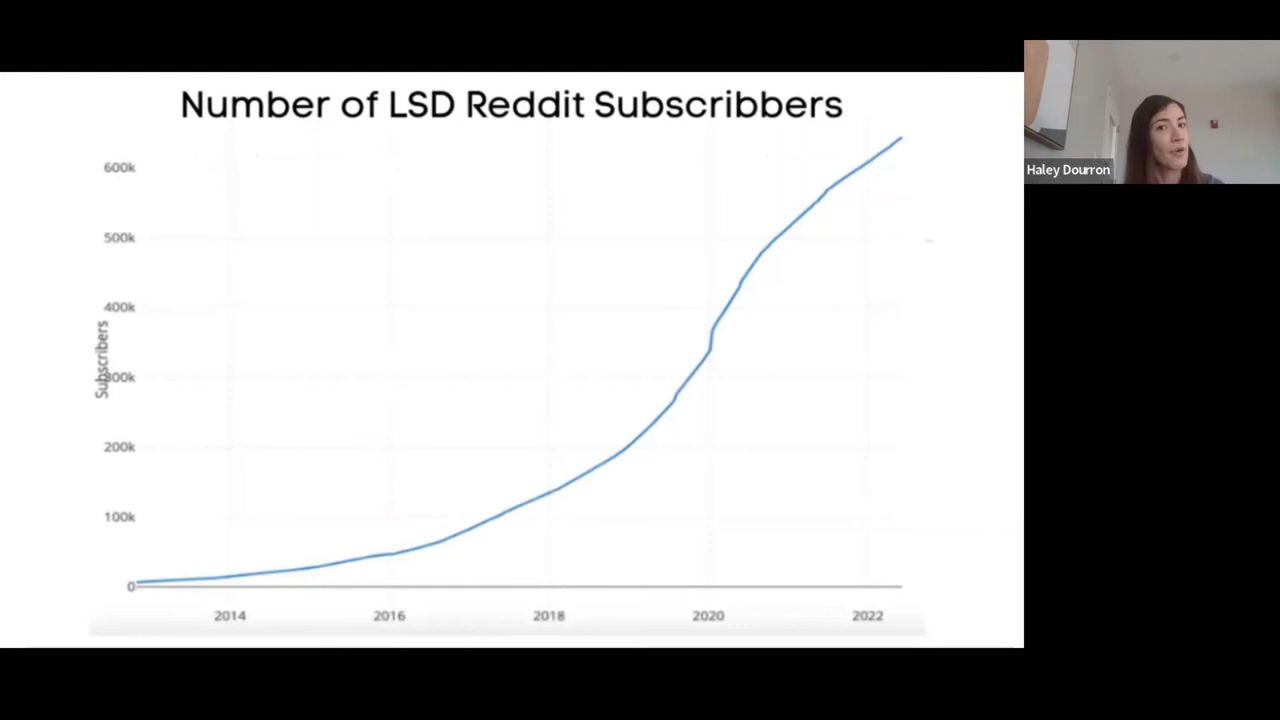 Number of LSD Reddit Subscribbers
600k
500k
400k
300k
200k
100k
0
Subscribers
2014
2016
2018
2020
2022
Haley Dourron